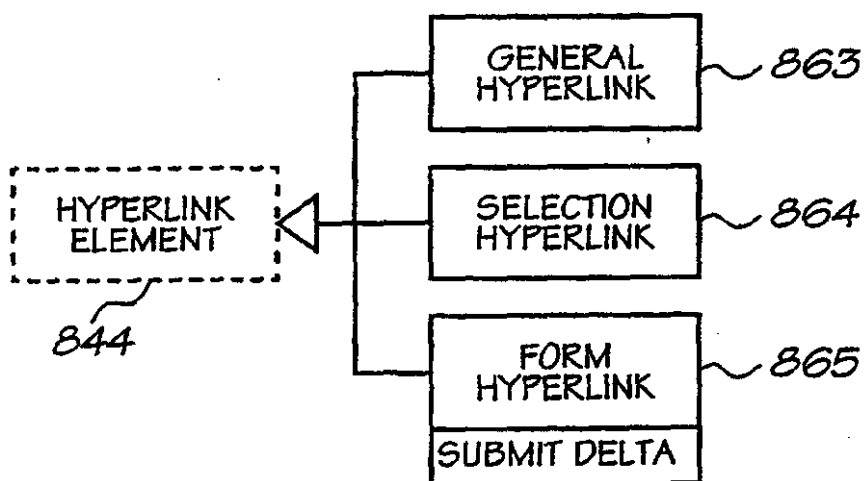 GENERAL
HYPERLINK
863
HYPERLINK
ELEMENT
844
SELECTION
HYPERLINK
864
FORM
HYPERLINK
865
SUBMIT DELTA